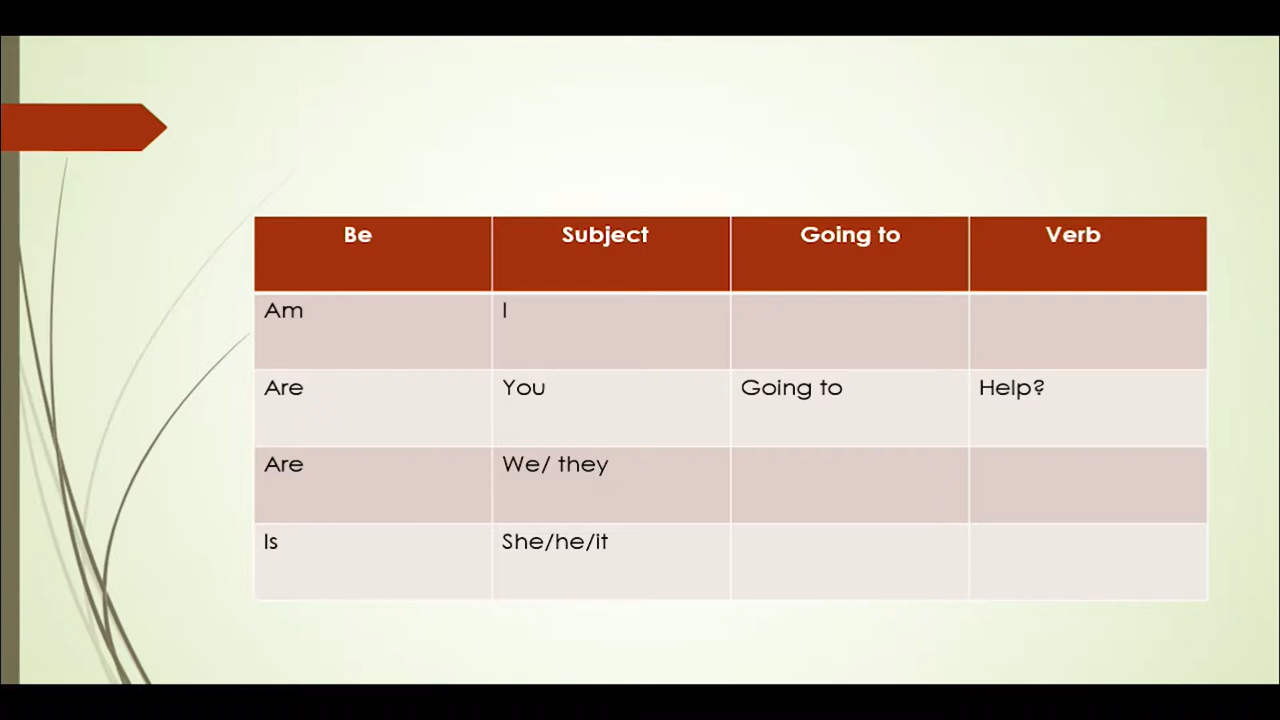 Be Subject Going to Verb
Am I
Are You Going to Help?
Are We/ they
Is She/he/it